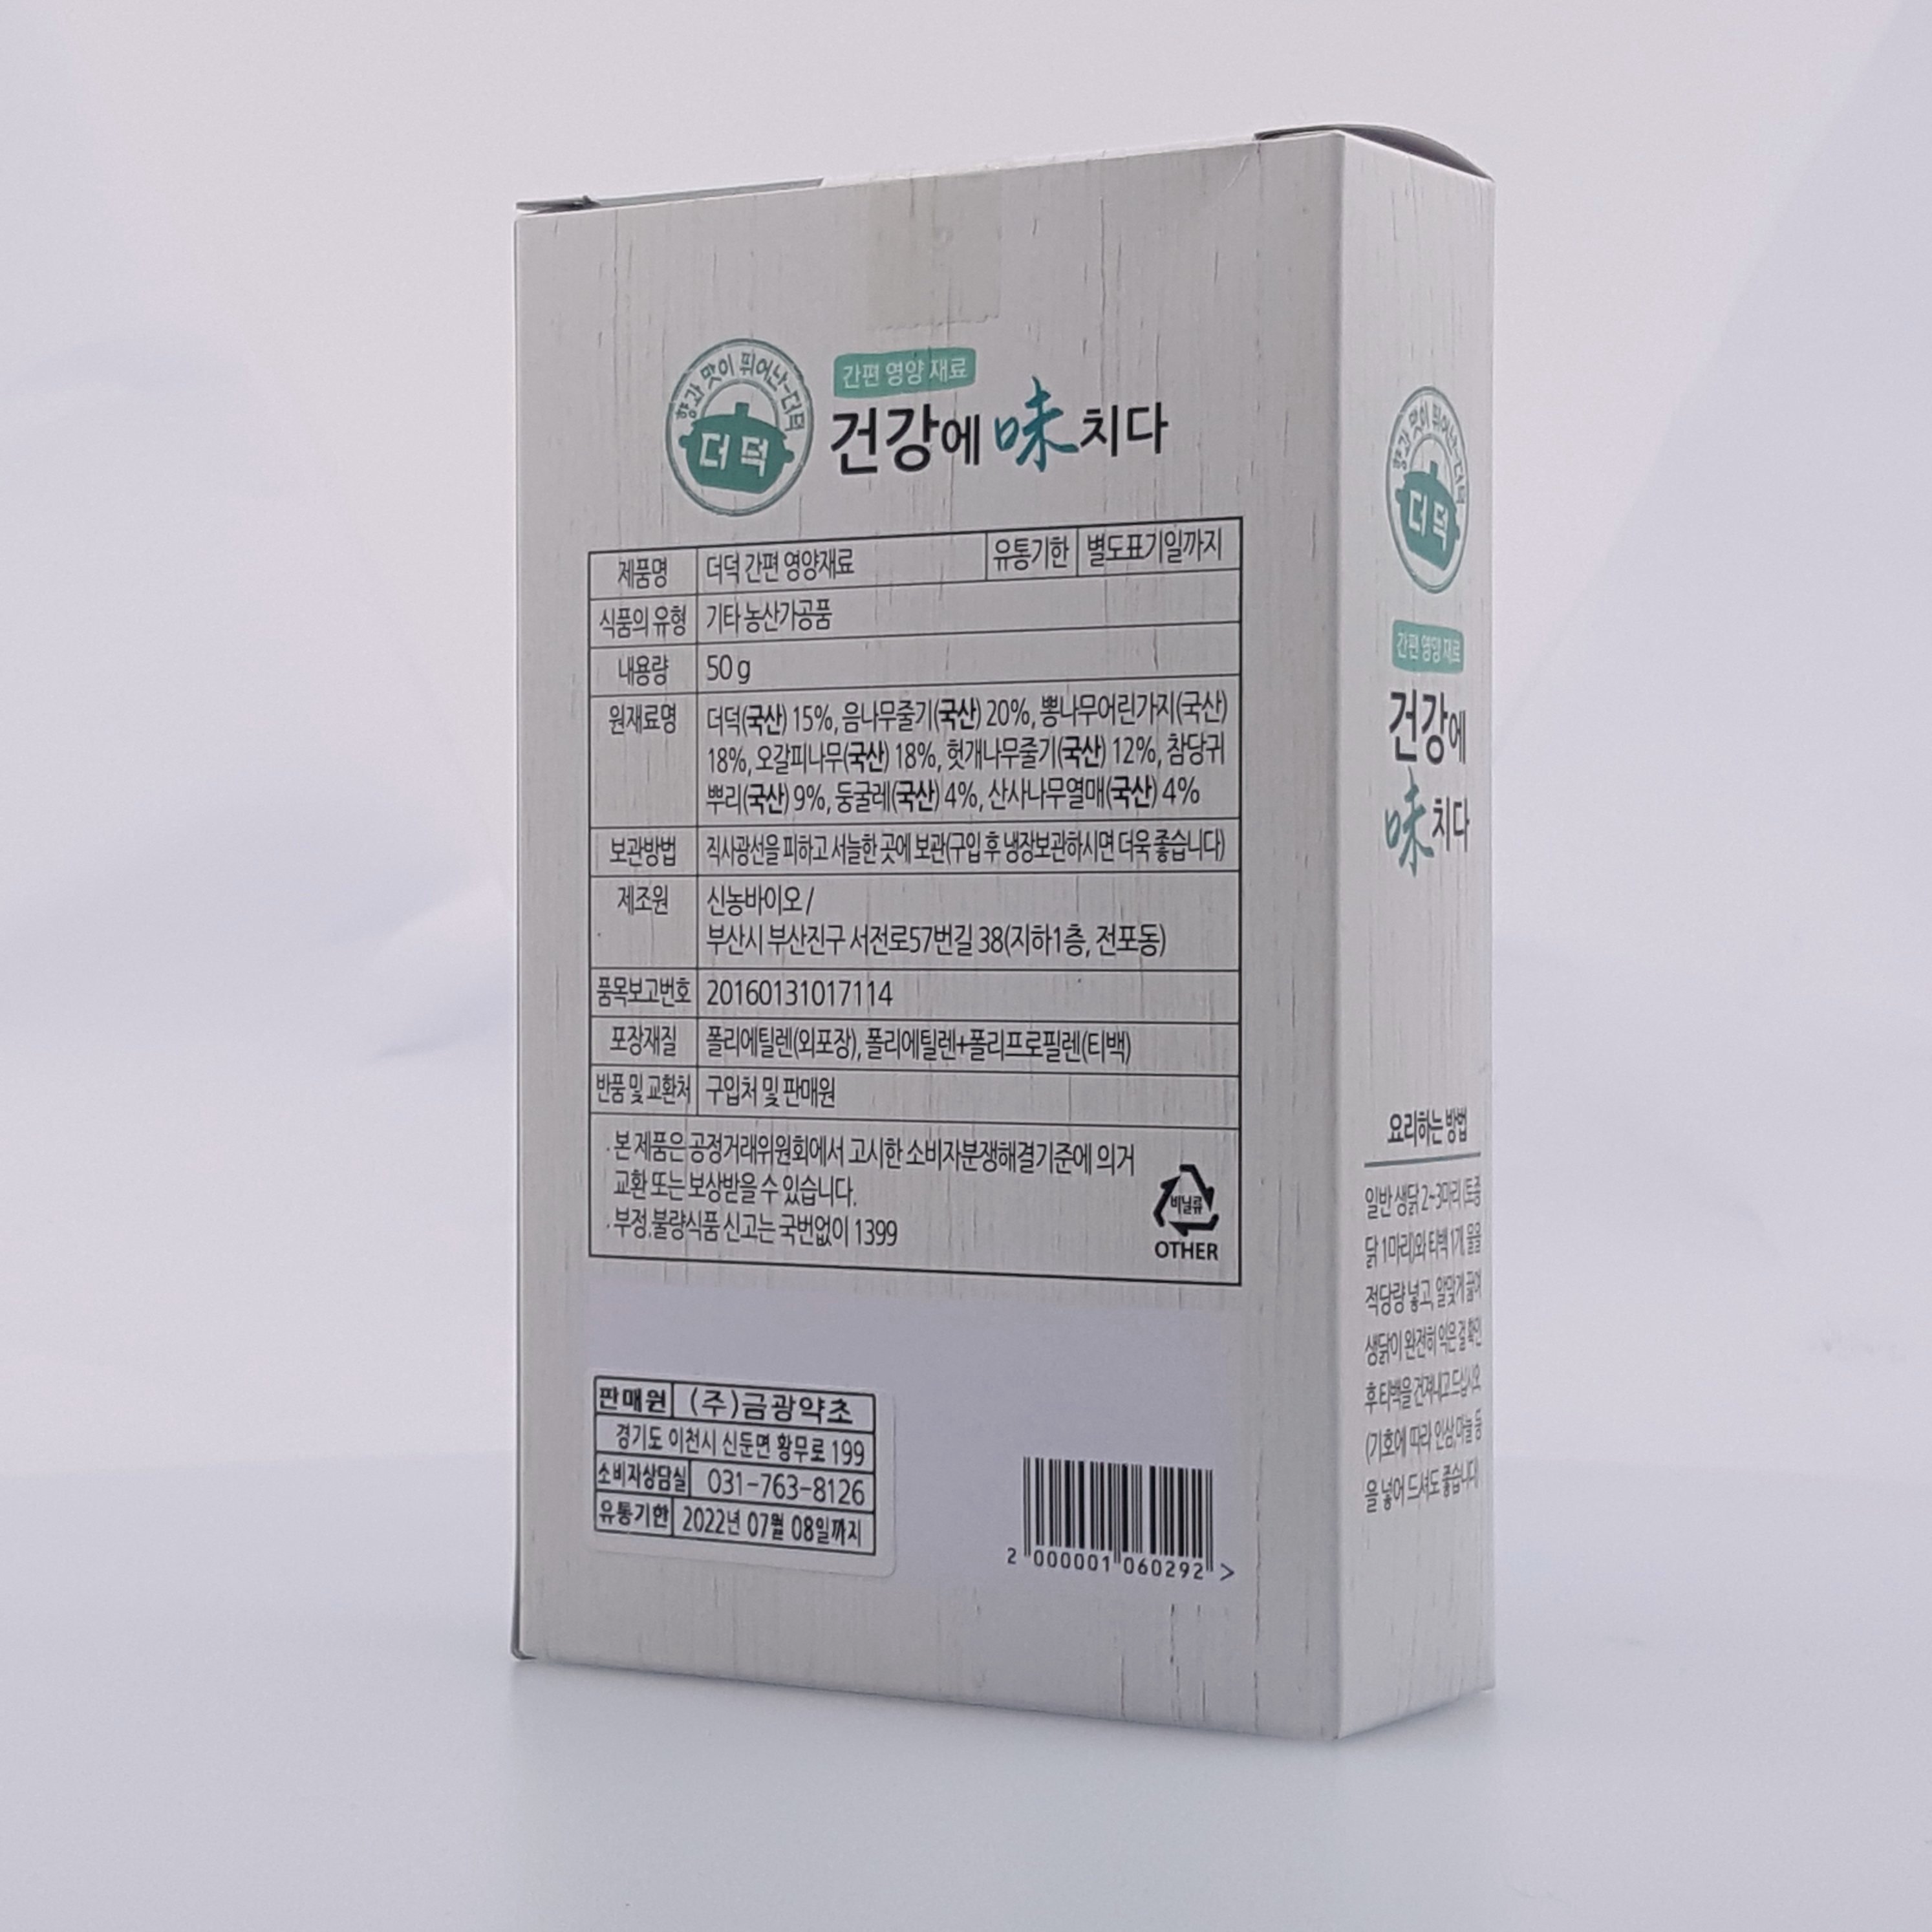 향과 맛이 뛰어난~더덕
더덕
간편 영양 재료
건강에 味치다
제품명 더덕 간편 영양재료 유통기한 별도표기일까지
식품의 유형 기타 농산가공품
내용량 50 g
원재료명 더덕(국산) 15%, 음나무줄기(국산) 20%, 뽕나무어린가지(국산)
18%, 오갈피나무(국산) 18%, 헛개나무줄기(국산) 12%, 참당귀
뿌리(국산) 9%, 둥굴레(국산) 4%, 산사나무열매(국산) 4%
보관방법 직사광선을 피하고 서늘한 곳에 보관(구입 후 냉장보관하시면 더욱 좋습니다)
제조원 신농바이오 /
부산시 부산진구 서전로57번길 38(지하1층, 전포동)
품목보고번호 20160131017114
포장재질 폴리에틸렌(외포장), 폴리에틸렌+폴리프로필렌(티백)
반품 및 교환처 구입처 및 판매원
· 본 제품은 공정거래위원회에서 고시한 소비자분쟁해결기준에 의거
교환 또는 보상받을 수 있습니다.
· 부정.불량식품 신고는 국번없이 1399
비닐류
OTHER
판매원 (주)금광약초
경기도 이천시 신둔면 황무로 199
소비자상담실 031-763-8126
유통기한 2022년 07월 08일까지
2 000001 060292 >
향과 맛이 뛰어난~더덕
더덕
간편 영양 재료
건강에
味치다
요리하는 방법
일반 생닭 2~3마리 (토종
닭 1마리)와 티백 1개, 물을
적당량 넣고, 알맞게 끓여
생닭이 완전히 익은 걸 확인
후 티백을 건져내고 드십시오
(기호에 따라 인삼,마늘 등
을 넣어 드셔도 좋습니다